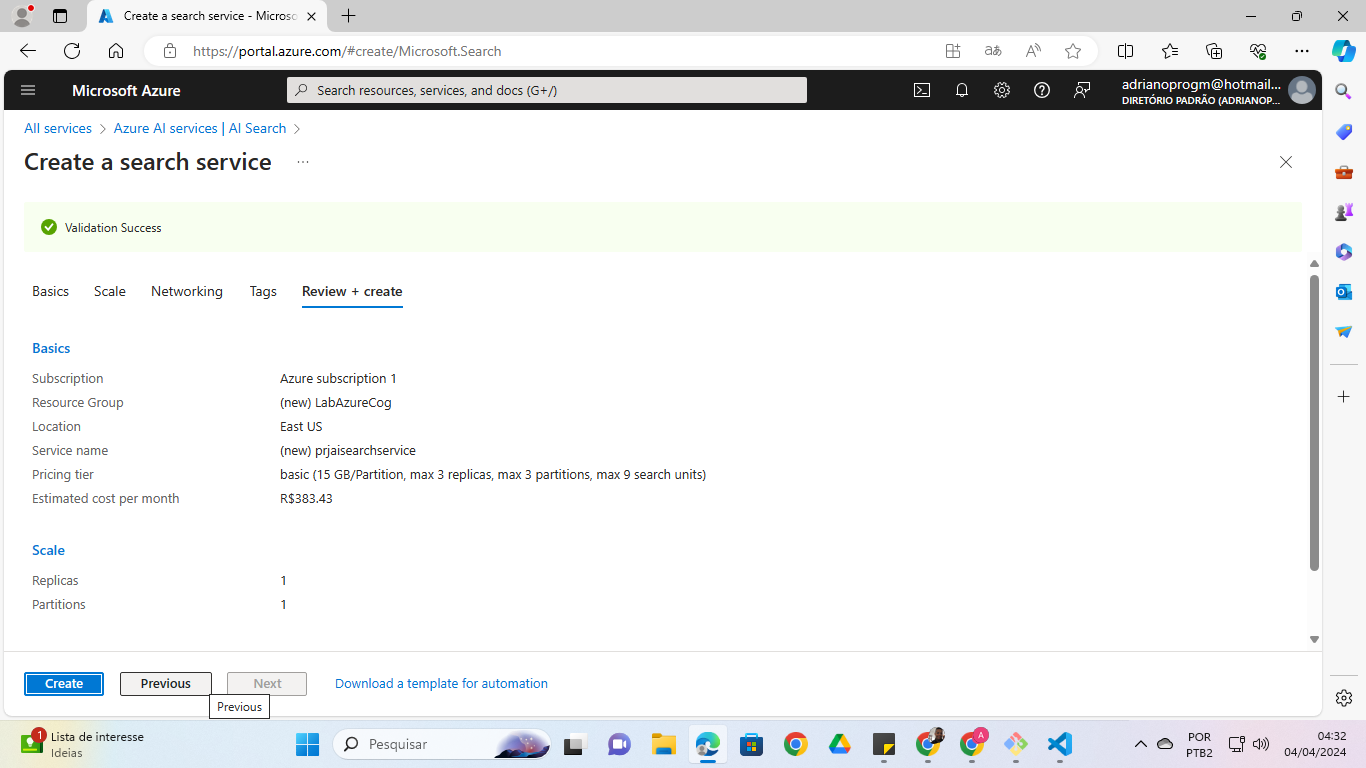 Create a search service - Microso
https://portal.azure.com/#create/Microsoft.Search
Microsoft Azure
Search resources, services, and docs (G+/)
adrianoprogm@hotmail...
DIRETÓRIO PADRÃO (ADRIANOP...
All services > Azure AI services | AI Search >
Create a search service ...
Validation Success
Basics Scale Networking Tags Review + create
Basics
Subscription Azure subscription 1
Resource Group (new) LabAzureCog
Location East US
Service name (new) prjaisearchservice
Pricing tier basic (15 GB/Partition, max 3 replicas, max 3 partitions, max 9 search units)
Estimated cost per month R$383.43
Scale
Replicas 1
Partitions 1
Create Previous Next Download a template for automation
Previous
1 Lista de interesse
Ideias
Pesquisar
A
POR
PTB2
04:32
04/04/2024